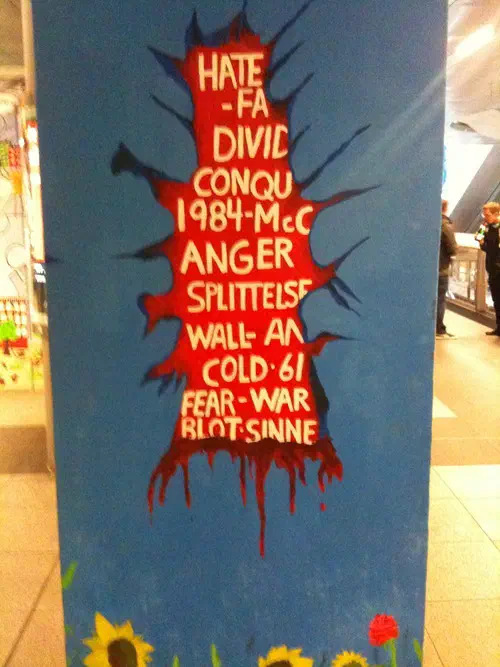 HATE
-FA
DIVID
CONQU
1984-McC
ANGER
SPLITTELSE
WALL- AN
COLD·61
FEAR-WAR
BLOT·SINNE